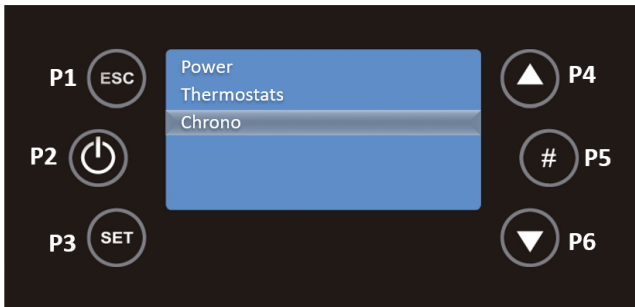 P1 ESC
Power
Thermostats
Chrono
P4
P2
# P5
P3 SET
P6